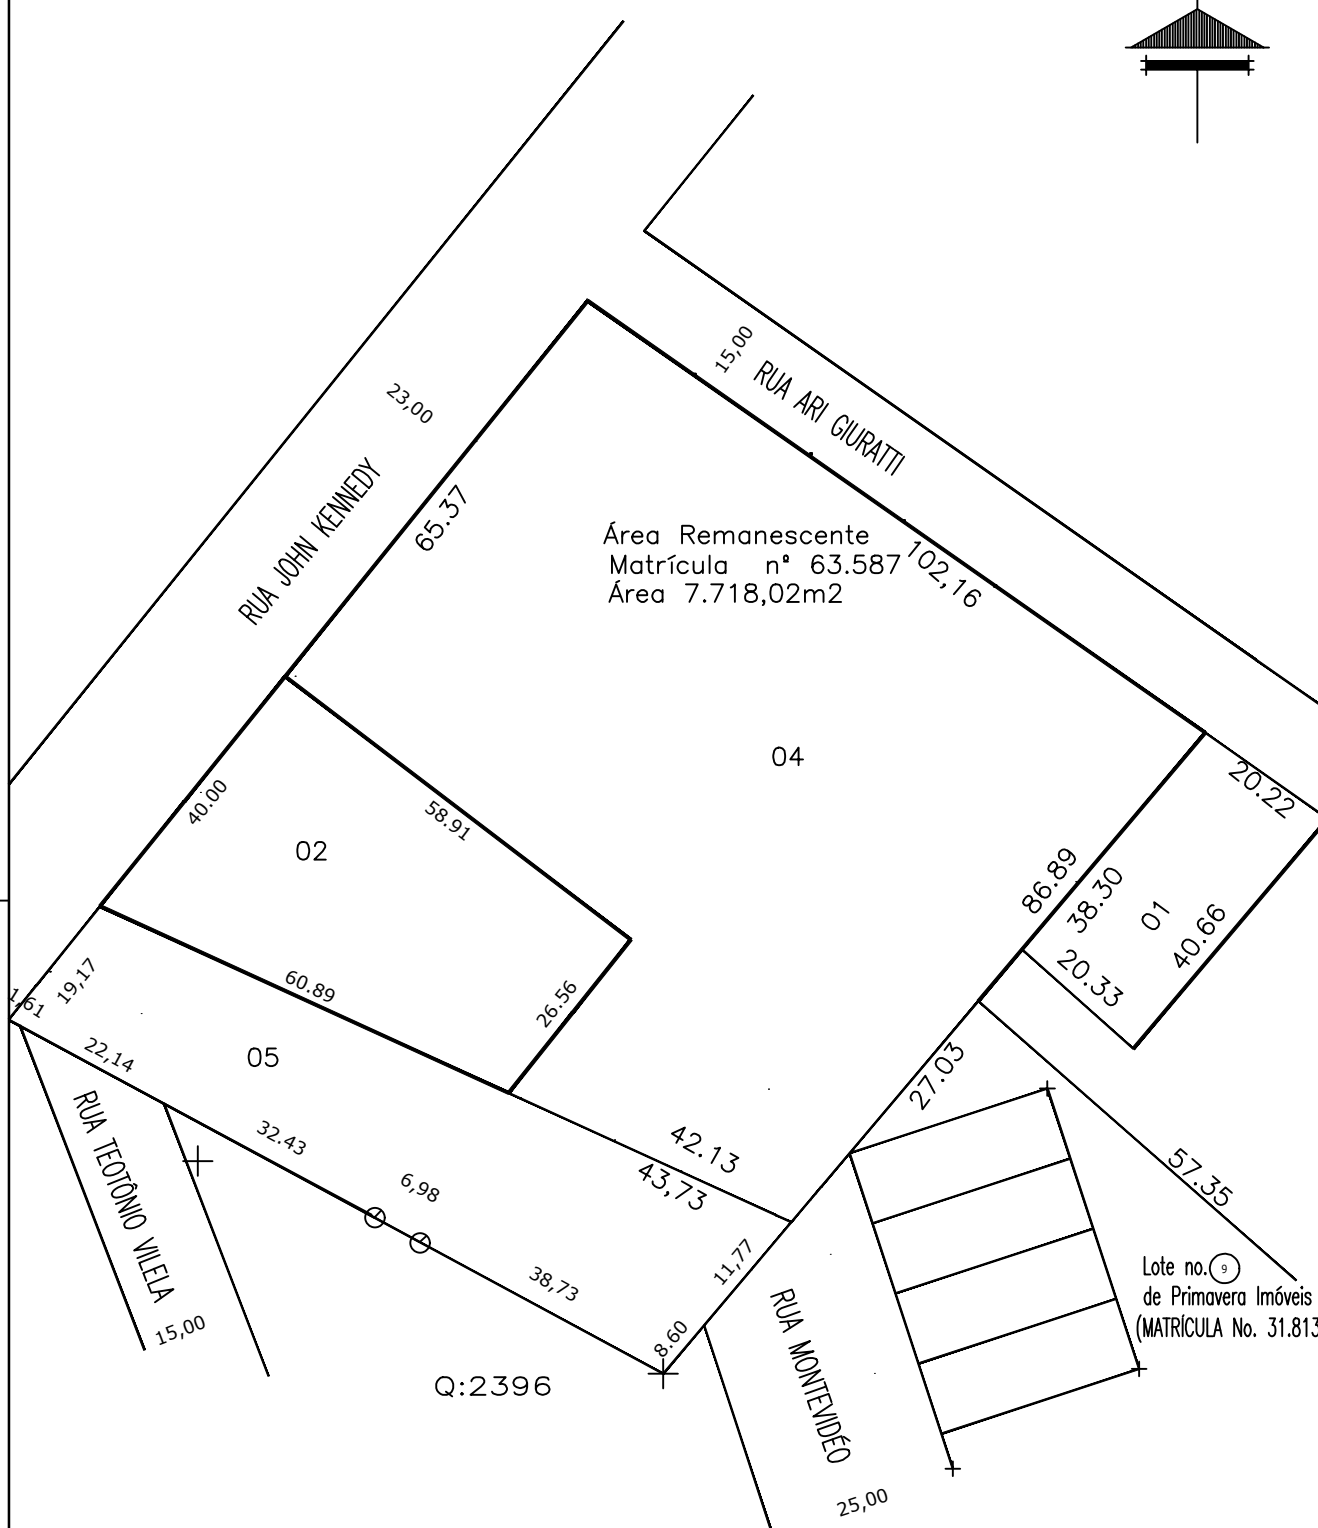 15,00
RUA ARI GIURATTI
23,00
RUA JOHN KENNEDY
65.37
Área Remanescente
Matrícula nº 63.587
Área 7.718,02m2
102,16
04
20.22
40.00
58.91
02
86.89
38.30
01
40.66
20.33
60.89
26.56
19,17
1,61
22,14
05
27.03
RUA TEOTÔNIO VILELA
15,00
32.43
6,98
42.13
43,73
57.35
11,77
38,73
8.60
Lote no. 9
de Primavera Imóveis
(MATRÍCULA No. 31.813
RUA MONTEVIDÉO
25,00
Q:2396